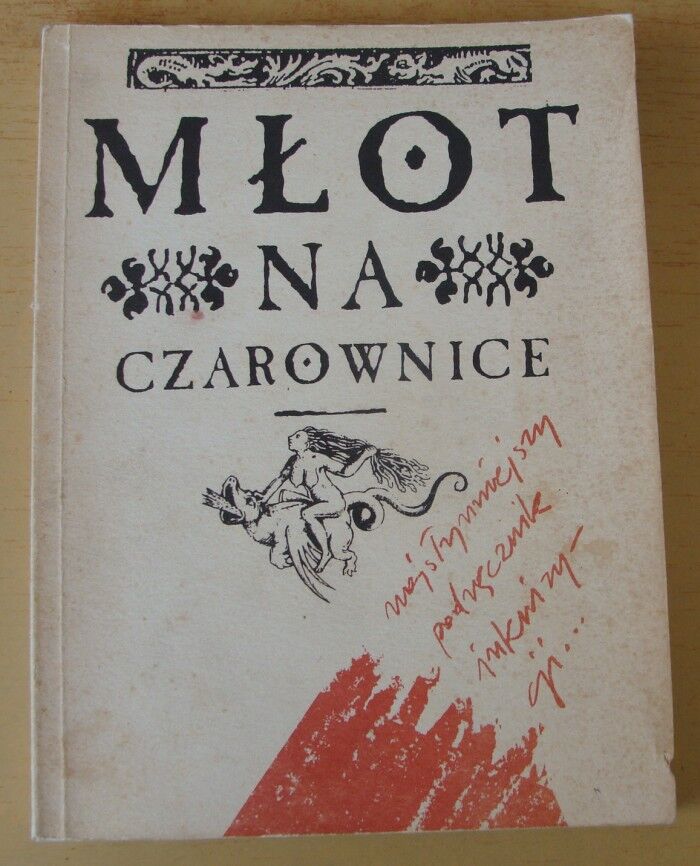 MŁOT
NA
CZAROWNICE
najsłynniejszy
podręcznik
inkwizy-
cji...